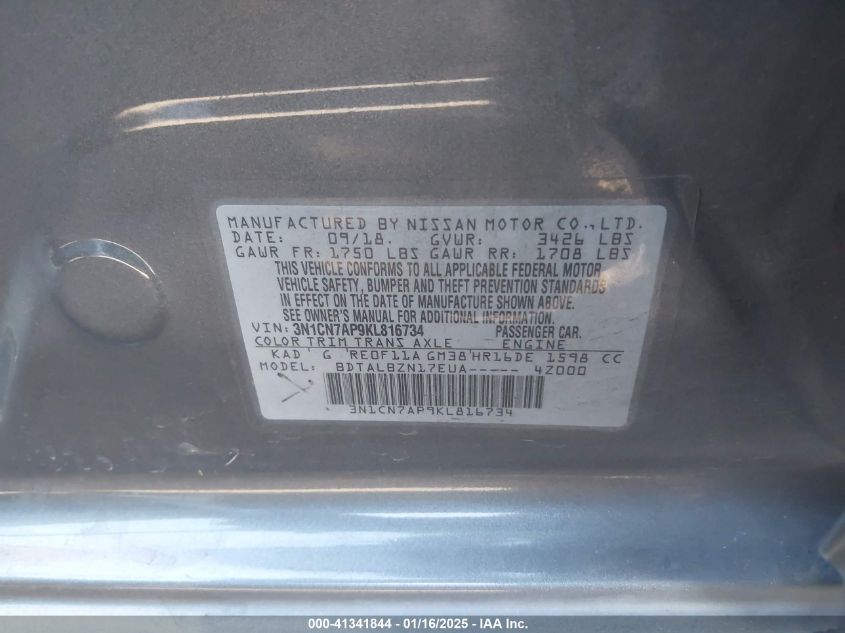 MANUFACTURED BY NISSAN MOTOR CO., LTD.
DATE: 09/18. GVWR: 3426 LBS
GAWR FR: 1750 LBS GAWR RR: 1708 LBS
THIS VEHICLE CONFORMS TO ALL APPLICABLE FEDERAL MOTOR
VEHICLE SAFETY, BUMPER AND THEFT PREVENTION STANDARDS
IN EFFECT ON THE DATE OF MANUFACTURE SHOWN ABOVE.
SEE OWNER'S MANUAL FOR ADDITIONAL INFORMATION.
VIN: 3N1CN7AP9KL816734 PASSENGER CAR.
COLOR TRIM TRANS AXLE ENGINE
KAD G RE0F11A GM38 HR16DE 1598 CC
MODEL: BDTALBZN17EUA----- 4Z000
3N1CN7AP9KL816734
000-41341844 - 01/16/2025 - IAA Inc.